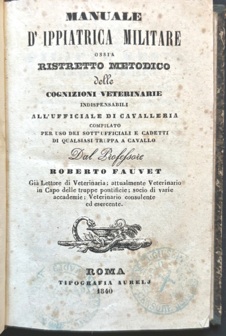 MANUALE
D' IPPIATRICA MILITARE
OSSIA
RISTRETTO METODICO
delle
COGNIZIONI VETERINARIE
INDISPENSABILI
ALL'UFFICIALE DI CAVALLERIA
COMPILATO
PER USO DEI SOTT'UFFICIALI E CADETTI
DI QUALSIASI TRUPPA A CAVALLO
Dal Professore
ROBERTO FAUVET
Già Lettore di Veterinaria; attualmente Veterinario
in Capo delle truppe pontificie; socio di varie
accademie; Veterinario consulente
ed esercente.
ROMA
TIPOGRAFIA AURELJ
1840